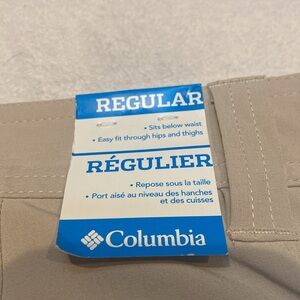 REGULAR
• Sits below waist
• Easy fit through hips and thighs
RÉGULIER
• Repose sous la taille
• Port aisé au niveau des hanches
et des cuisses
Columbia